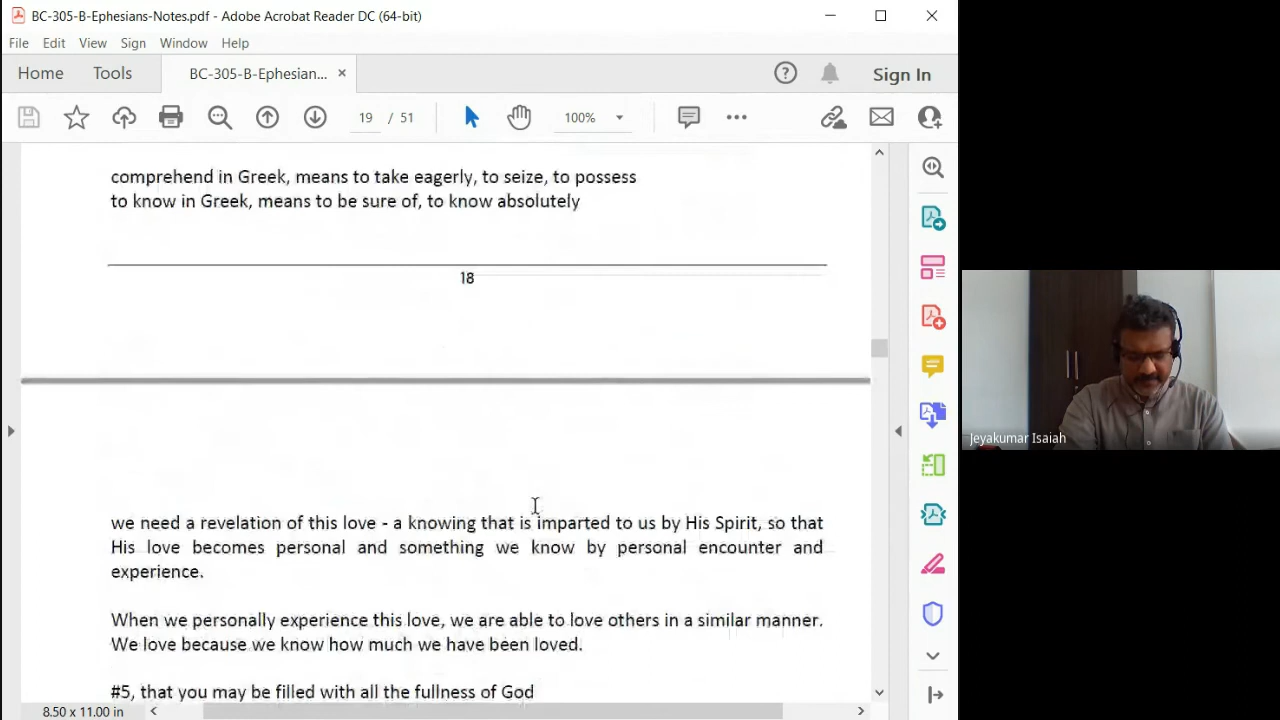 BC-305-B-Ephesians-Notes.pdf - Adobe Acrobat Reader DC (64-bit)
File Edit View Sign Window Help
Home Tools BC-305-B-Ephesian... × Sign In
19 / 51 100%
comprehend in Greek, means to take eagerly, to seize, to possess
to know in Greek, means to be sure of, to know absolutely
18
we need a revelation of this love - a knowing that is imparted to us by His Spirit, so that
His love becomes personal and something we know by personal encounter and
experience.
When we personally experience this love, we are able to love others in a similar manner.
We love because we know how much we have been loved.
#5, that you may be filled with all the fullness of God
8.50 x 11.00 in
Jeyakumar Isaiah